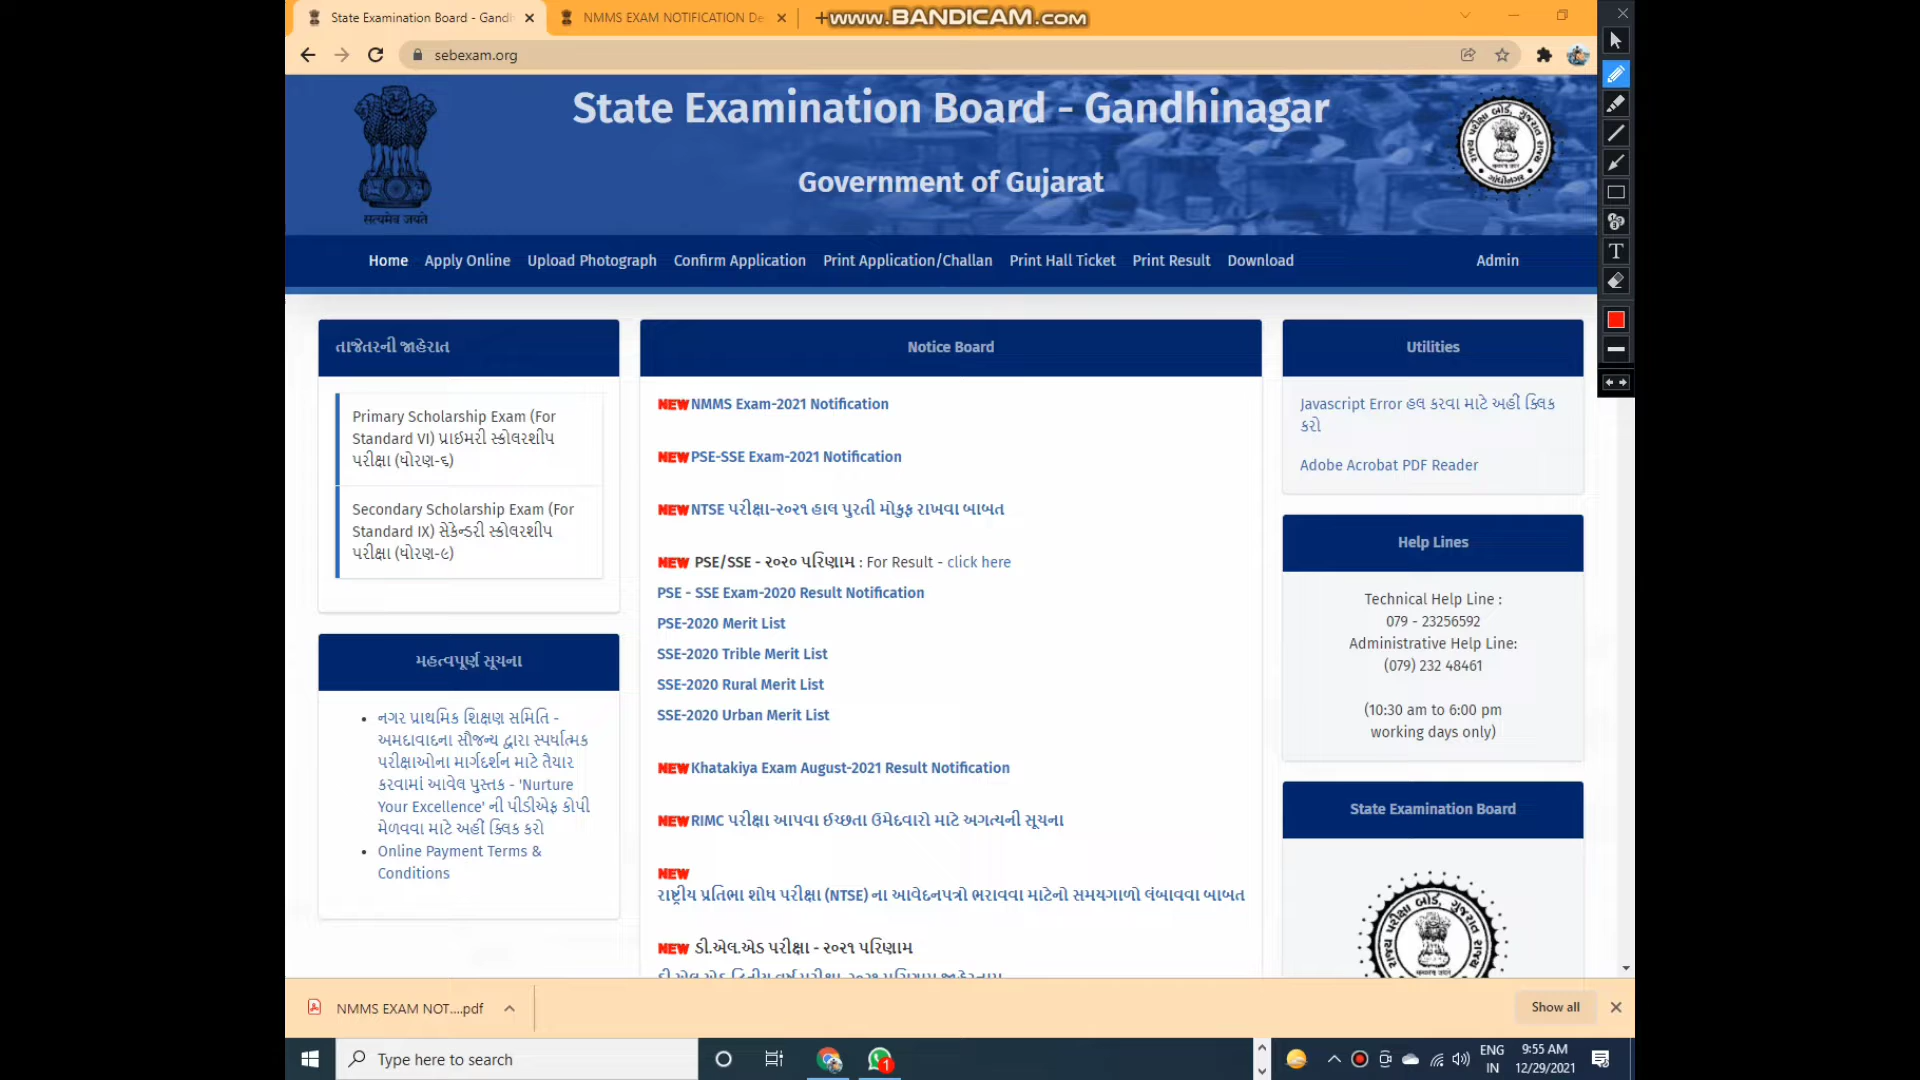 State Examination Board - Gandhi
NMMS EXAM NOTIFICATION De
www.BANDICAM.com
sebexam.org
State Examination Board - Gandhinagar
Government of Gujarat
सत्यमेव जयते
Home Apply Online Upload Photograph Confirm Application Print Application/Challan Print Hall Ticket Print Result Download Admin
તાજેતરની જાહેરાત
Primary Scholarship Exam (For
Standard VI) પ્રાઈમરી સ્કોલરશીપ
પરીક્ષા (ધોરણ-૬)
Secondary Scholarship Exam (For
Standard IX) સેકેન્ડરી સ્કોલરશીપ
પરીક્ષા (ધોરણ-૯)
મહત્વપૂર્ણ સૂચના
નગર પ્રાથમિક શિક્ષણ સમિતિ -
અમદાવાદના સૌજન્ય દ્વારા સ્પર્ધાત્મક
પરીક્ષાઓના માર્ગદર્શન માટે તૈયાર
કરવામાં આવેલ પુસ્તક - 'Nurture
Your Excellence' ની પીડીએફ કોપી
મેળવવા માટે અહીં ક્લિક કરો
Online Payment Terms &
Conditions
Notice Board
NEW NMMS Exam-2021 Notification
NEW PSE-SSE Exam-2021 Notification
NEW NTSE પરીક્ષા-૨૦૨૧ હાલ પુરતી મોકુફ રાખવા બાબત
NEW PSE/SSE - ૨૦૨૦ પરિણામ : For Result - click here
PSE - SSE Exam-2020 Result Notification
PSE-2020 Merit List
SSE-2020 Trible Merit List
SSE-2020 Rural Merit List
SSE-2020 Urban Merit List
NEW Khatakiya Exam August-2021 Result Notification
NEW RIMC પરીક્ષા આપવા ઈચ્છતા ઉમેદવારો માટે અગત્યની સૂચના
NEW
રાષ્ટ્રીય પ્રતિભા શોધ પરીક્ષા (NTSE) ના આવેદનપત્રો ભરાવવા માટેનો સમયગાળો લંબાવવા બાબત
NEW ડી.એલ.એડ પરીક્ષા - ૨૦૨૧ પરિણામ
Utilities
Javascript Error હલ કરવા માટે અહીં ક્લિક
કરો
Adobe Acrobat PDF Reader
Help Lines
Technical Help Line :
079 - 23256592
Administrative Help Line:
(079) 232 48461
(10:30 am to 6:00 pm
working days only)
State Examination Board
NMMS EXAM NOT....pdf
Show all
Type here to search
1
ENG
IN
9:55 AM
12/29/2021